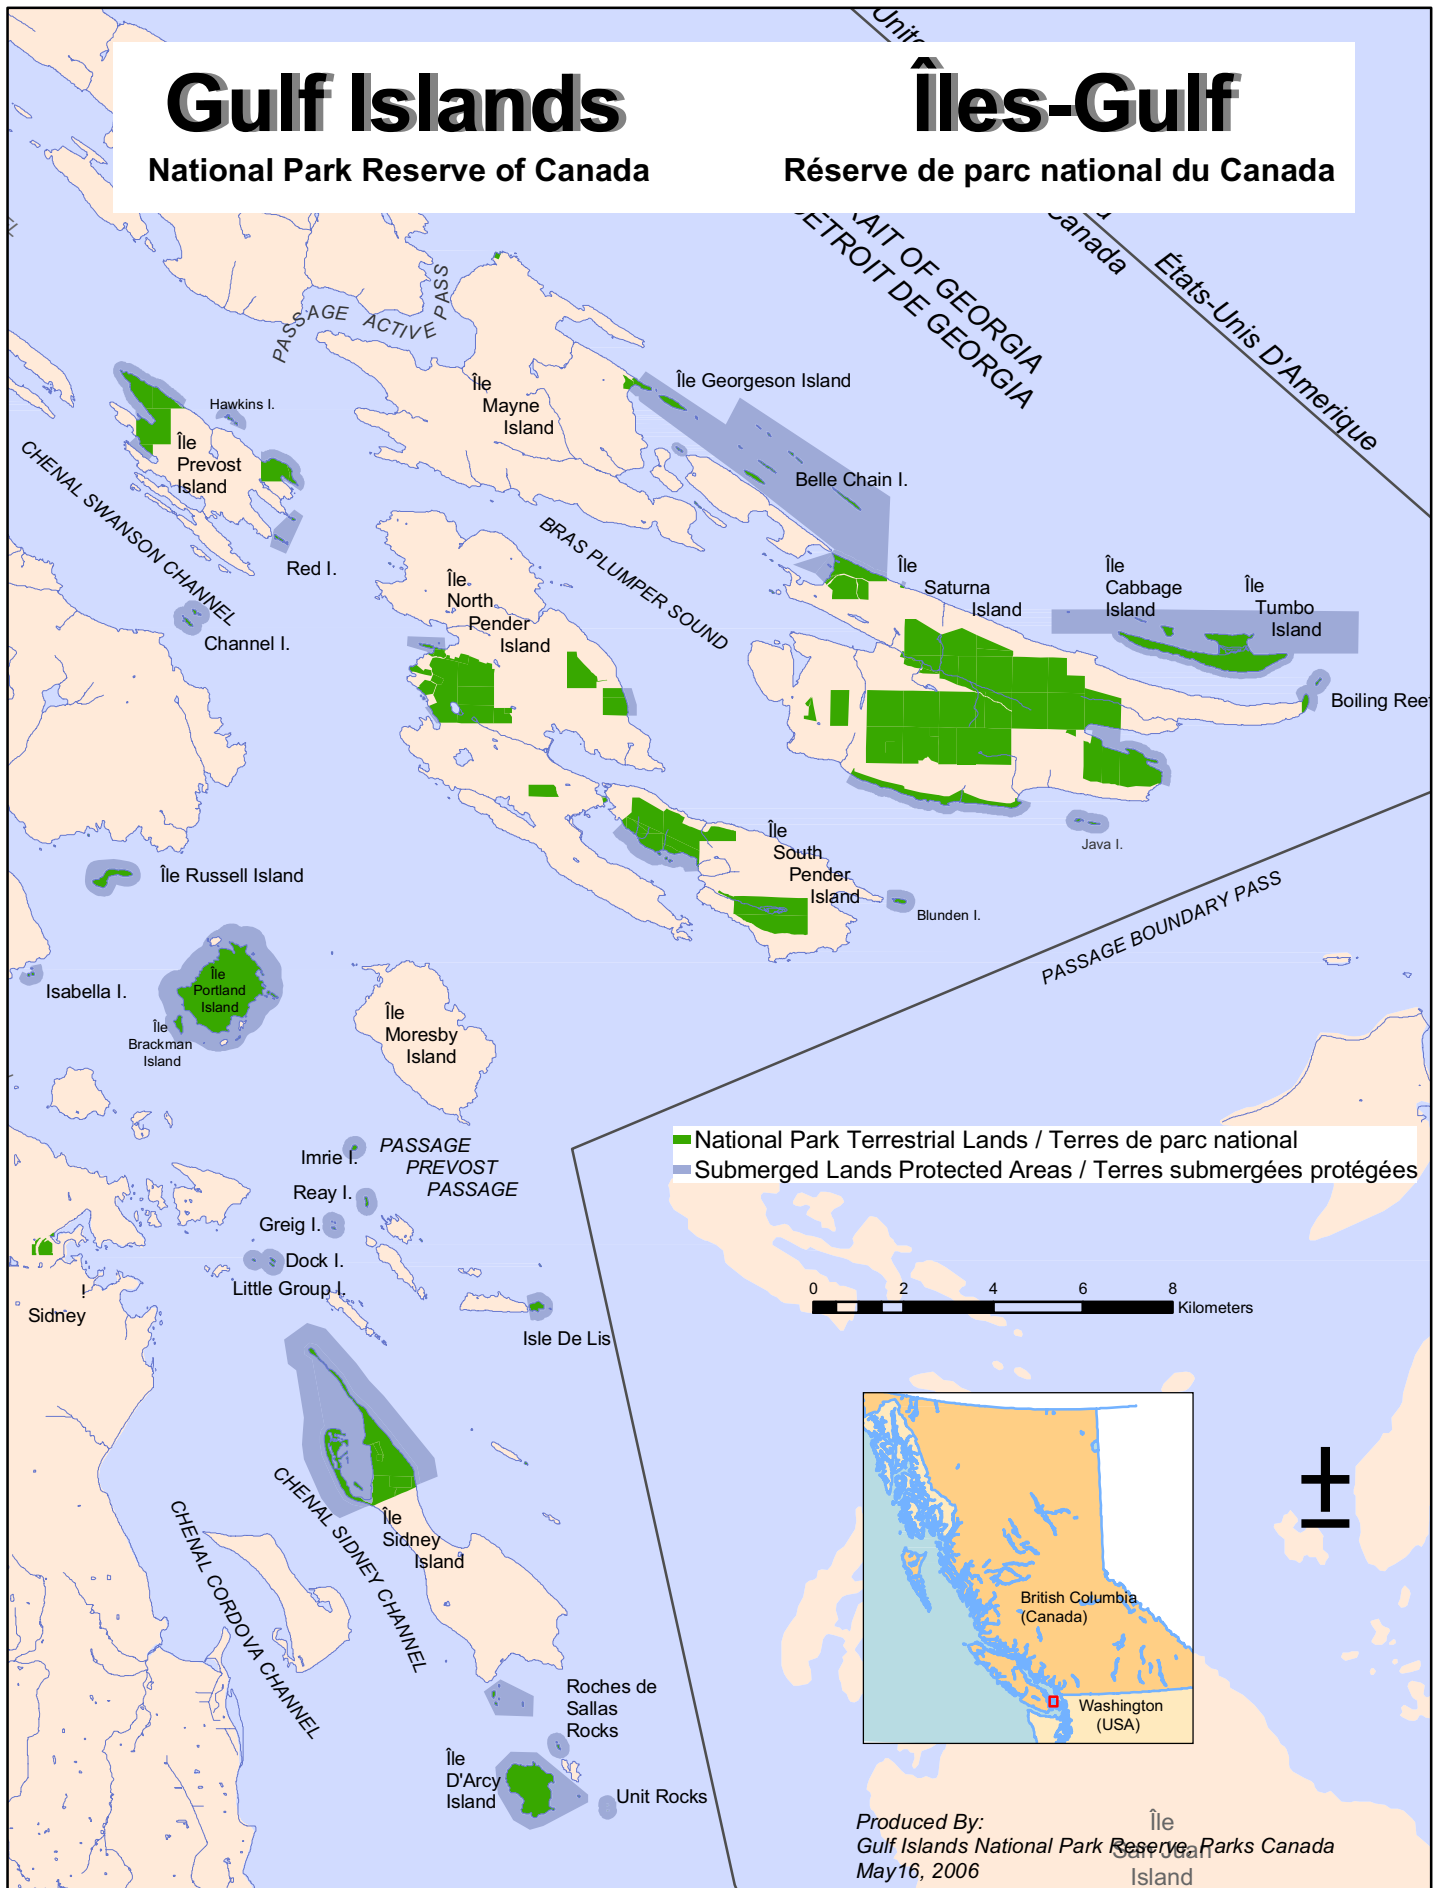 Gulf Islands
National Park Reserve of Canada
Îles-Gulf
Réserve de parc national du Canada
Canada
États-Unis D'Amerique
OF GEORGIA
DE GEORGIA
PASSAGE ACTIVE PASS
Île
Mayne
Island
Île Georgeson Island
Belle Chain I.
Hawkins I.
Île
Prevost
Island
CHENAL SWANSON CHANNEL
Red I.
Channel I.
BRAS PLUMPER SOUND
Île
North
Pender
Island
Île
Saturna
Island
Île
Cabbage
Island
Île
Tumbo
Island
Boiling Reef
Java I.
Île
South
Pender
Island
Blunden I.
PASSAGE BOUNDARY PASS
Île Russell Island
Isabella I.
Île
Portland
Island
Île
Brackman
Island
Île
Moresby
Island
Imrie I.
PASSAGE
PREVOST
PASSAGE
Reay I.
Greig I.
Dock I.
Little Group I.
!
Sidney
Isle De Lis
National Park Terrestrial Lands / Terres de parc national
Submerged Lands Protected Areas / Terres submergées protégées
0 2 4 6 8
Kilometers
CHENAL SIDNEY CHANNEL
Île
Sidney
Island
CHENAL CORDOVA CHANNEL
British Columbia
(Canada)
Washington
(USA)
Roches de
Sallas
Rocks
Île
D'Arcy
Island
Unit Rocks
Île
San Juan
Island
Produced By:
Gulf Islands National Park Reserve, Parks Canada
May16, 2006